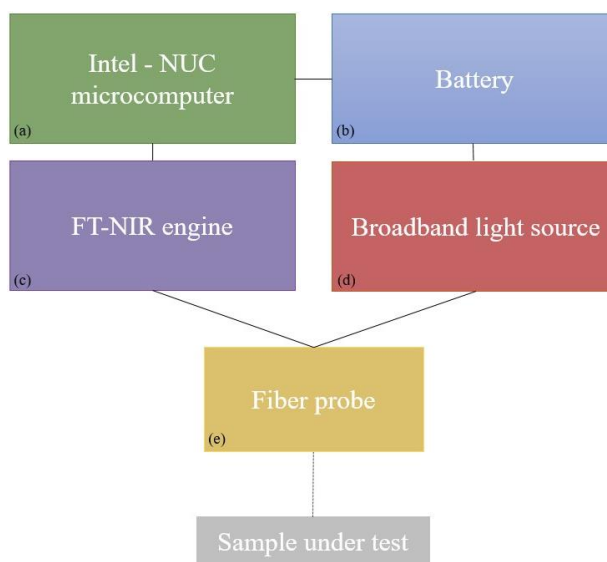 Intel - NUC
microcomputer
(a)
Battery
(b)
FT-NIR engine
(c)
Broadband light source
(d)
Fiber probe
(e)
Sample under test